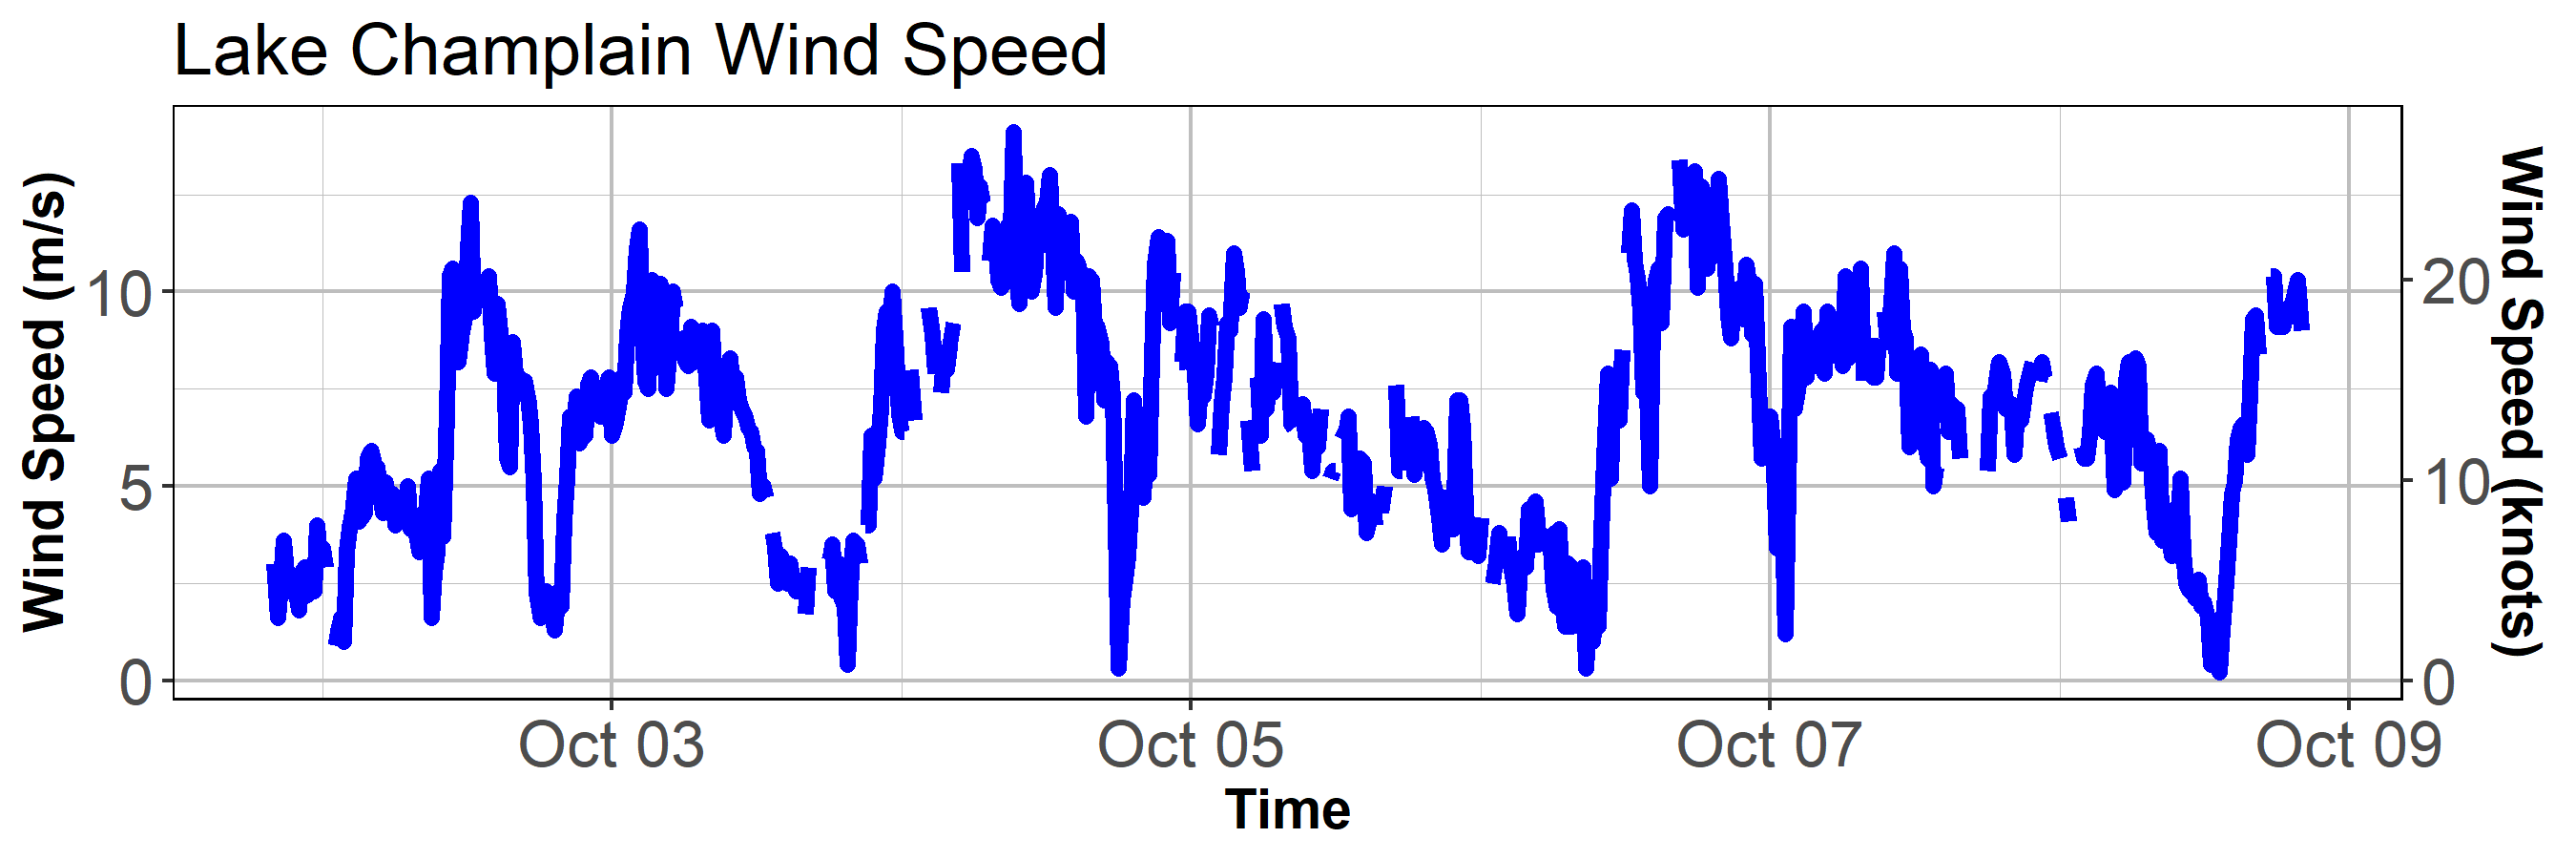 Lake Champlain Wind Speed
Wind Speed (m/s)
10
5
0
20
10
0
Wind Speed (knots)
Oct 03
Oct 05
Oct 07
Oct 09
Time